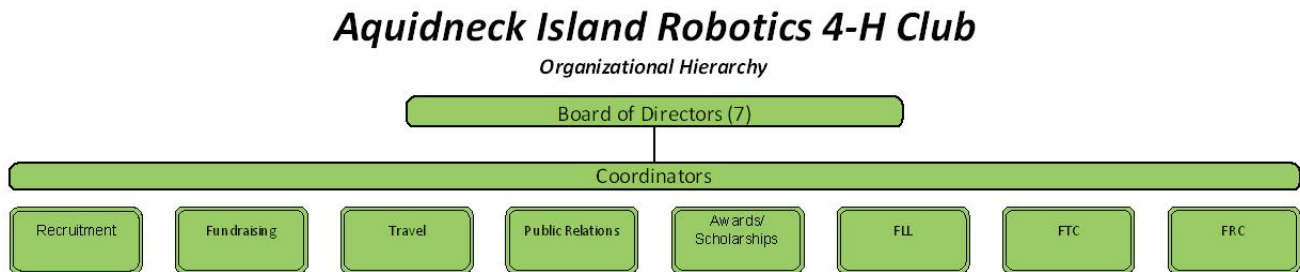 Aquidneck Island Robotics 4-H Club
Organizational Hierarchy
Board of Directors (7)
Coordinators
Recruitment
Fundraising
Travel
Public Relations
Awards/
Scholarships
FLL
FTC
FRC